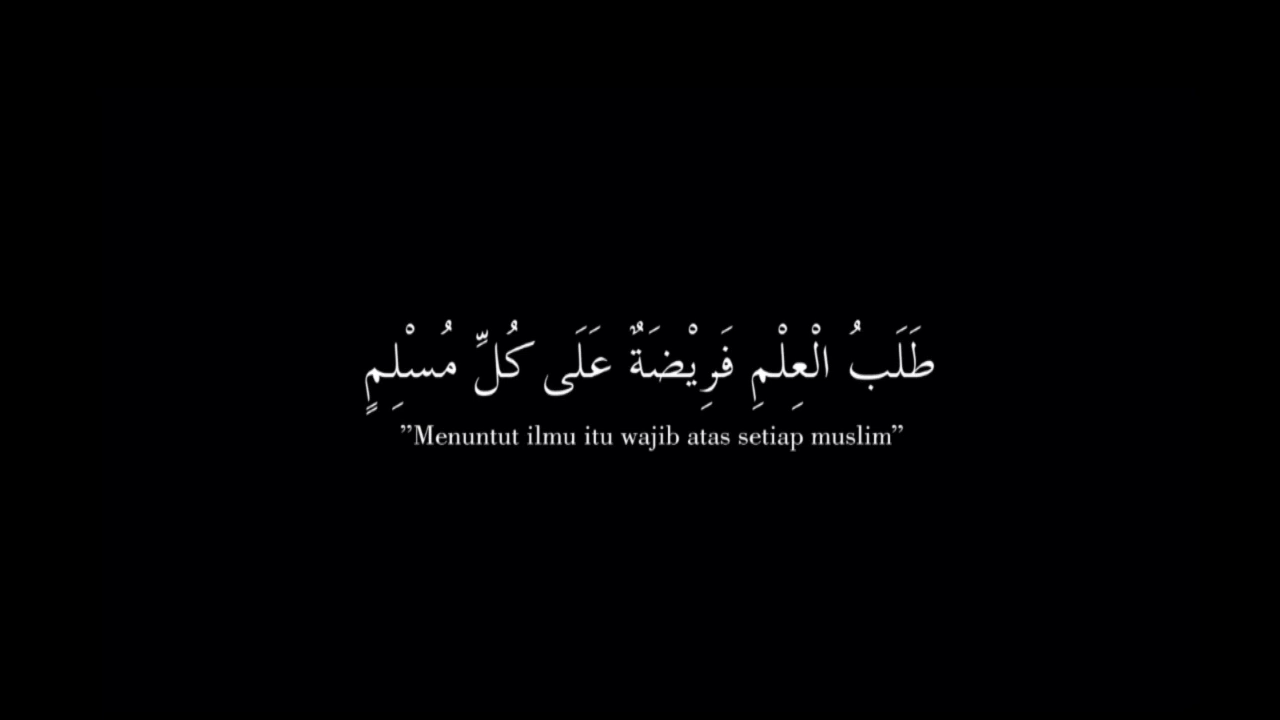 طَلَبُ الْعِلْمِ فَرِيْضَةٌ عَلَى كُلِّ مُسْلِمٍ
”Menuntut ilmu itu wajib atas setiap muslim”